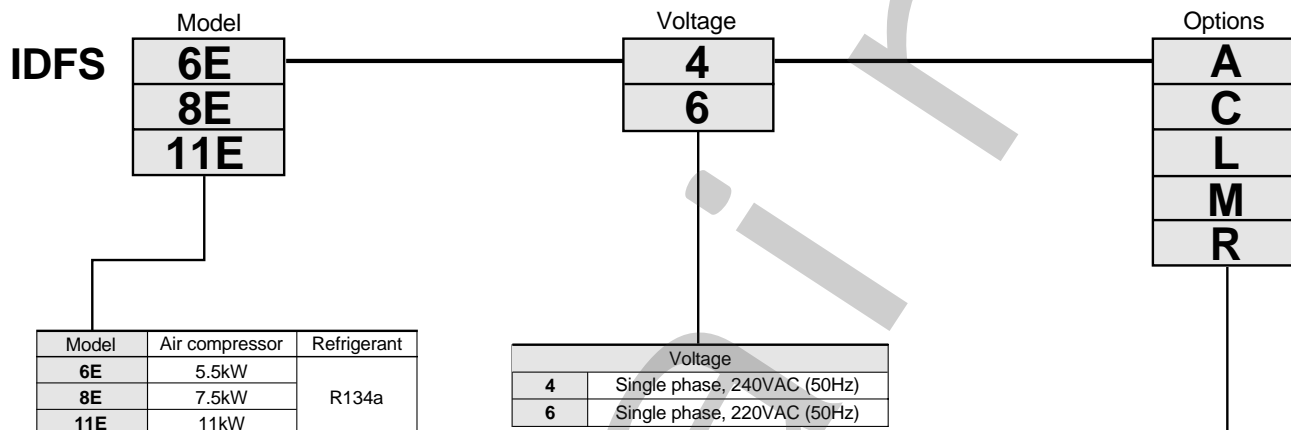 Model Voltage Options
IDFS 6E 4 A
8E 6 C
11E L
M
R
Model Air compressor Refrigerant
6E 5.5kW
8E 7.5kW R134a
11E 11kW
Voltage
4 Single phase, 240VAC (50Hz)
6 Single phase, 220VAC (50Hz)